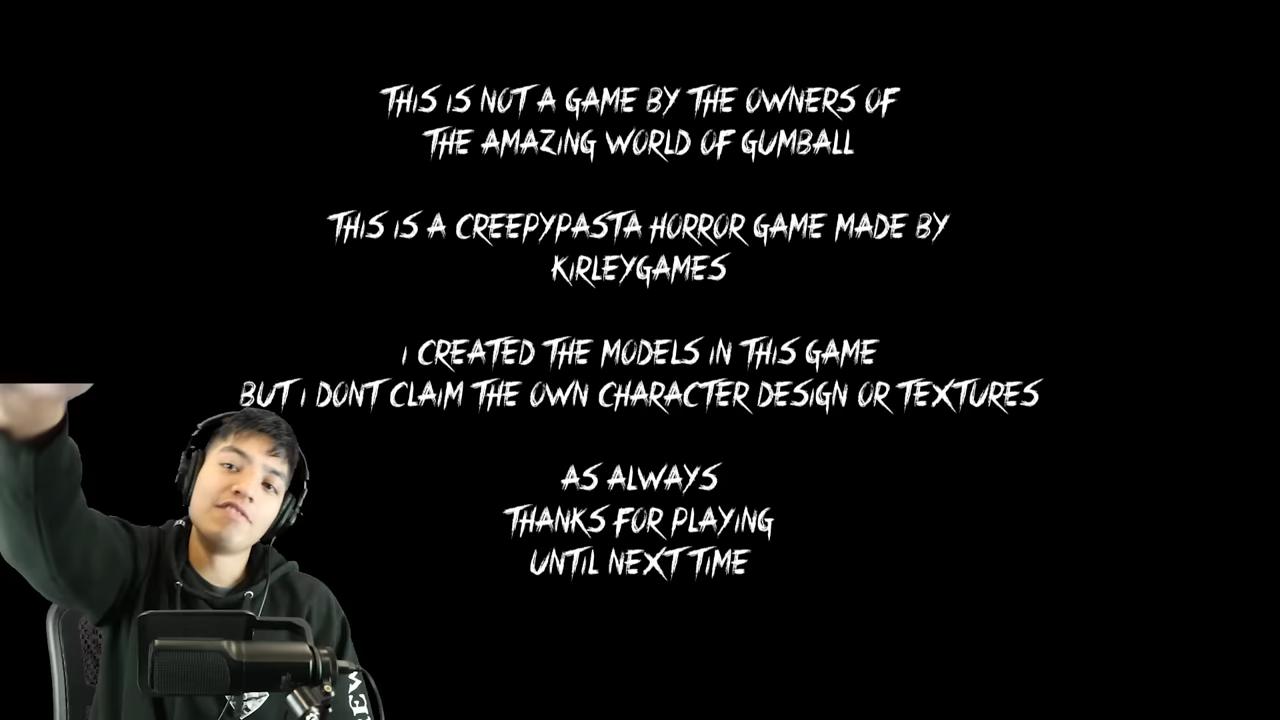 THIS IS NOT A GAME BY THE OWNERS OF
THE AMAZING WORLD OF GUMBALL
THIS IS A CREEPYPASTA HORROR GAME MADE BY
KIRLEYGAMES
I CREATED THE MODELS IN THIS GAME
BUT I DONT CLAIM THE OWN CHARACTER DESIGN OR TEXTURES
AS ALWAYS
THANKS FOR PLAYING
UNTIL NEXT TIME